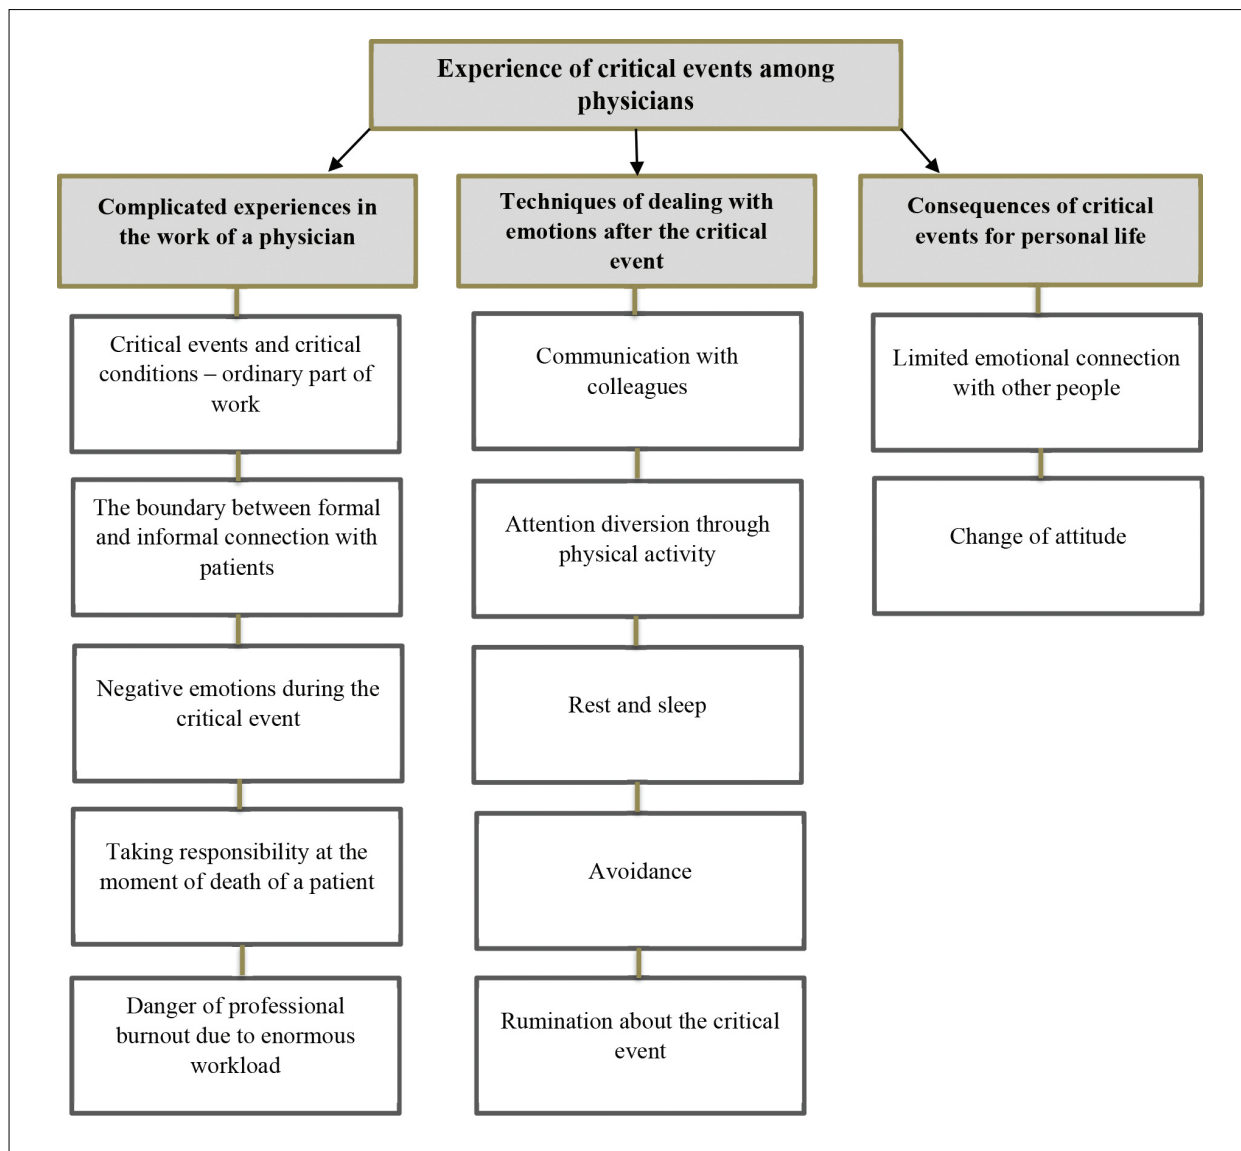 Experience of critical events among
physicians
Complicated experiences in
the work of a physician
Critical events and critical
conditions – ordinary part of
work
The boundary between formal
and informal connection with
patients
Negative emotions during the
critical event
Taking responsibility at the
moment of death of a patient
Danger of professional
burnout due to enormous
workload
Techniques of dealing with
emotions after the critical
event
Communication with
colleagues
Attention diversion through
physical activity
Rest and sleep
Avoidance
Rumination about the critical
event
Consequences of critical
events for personal life
Limited emotional connection
with other people
Change of attitude